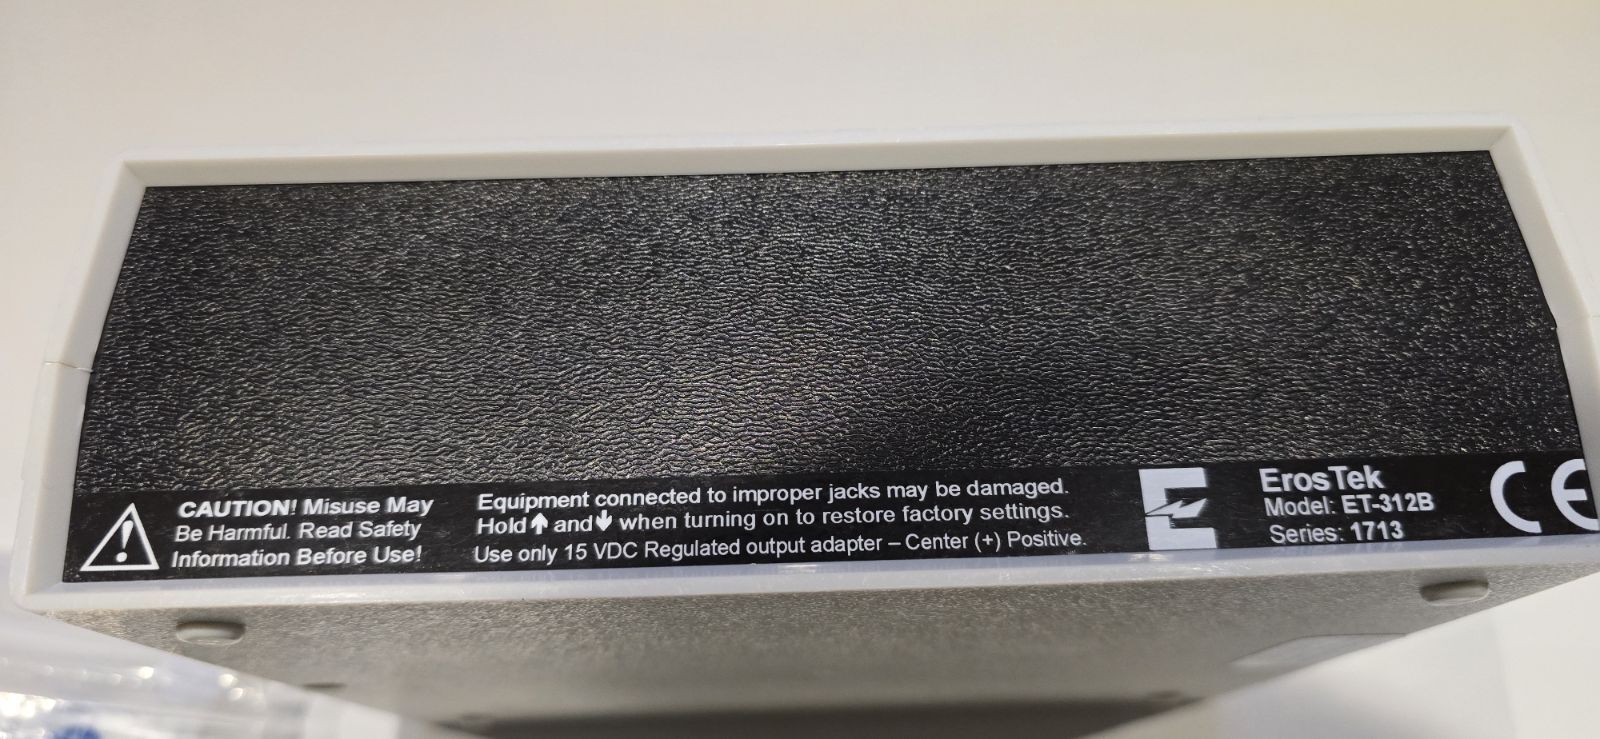 CAUTION! Misuse May
Be Harmful. Read Safety
Information Before Use!
Equipment connected to improper jacks may be damaged.
Hold ↑ and ↓ when turning on to restore factory settings.
Use only 15 VDC Regulated output adapter – Center (+) Positive.
ErosTek
Model: ET-312B
Series: 1713
CE